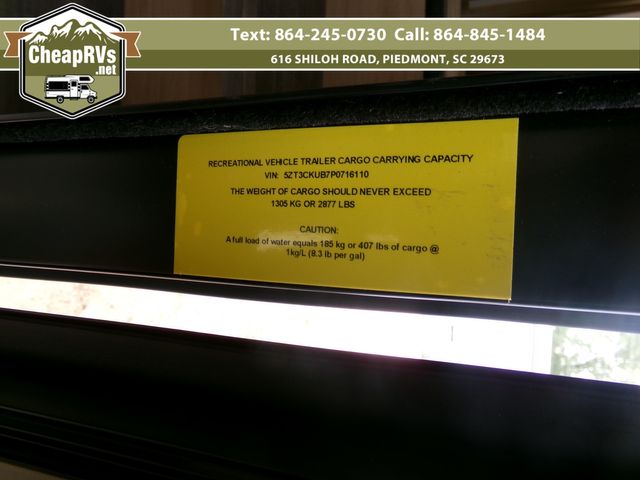 CheapRVs
.net
Text: 864-245-0730 Call: 864-845-1484
616 SHILOH ROAD, PIEDMONT, SC 29673
RECREATIONAL VEHICLE TRAILER CARGO CARRYING CAPACITY
VIN: 5ZT3CKUB7P0716110
THE WEIGHT OF CARGO SHOULD NEVER EXCEED
1305 KG OR 2877 LBS
CAUTION:
A full load of water equals 185 kg or 407 lbs of cargo @
1kg/L (8.3 lb per gal)